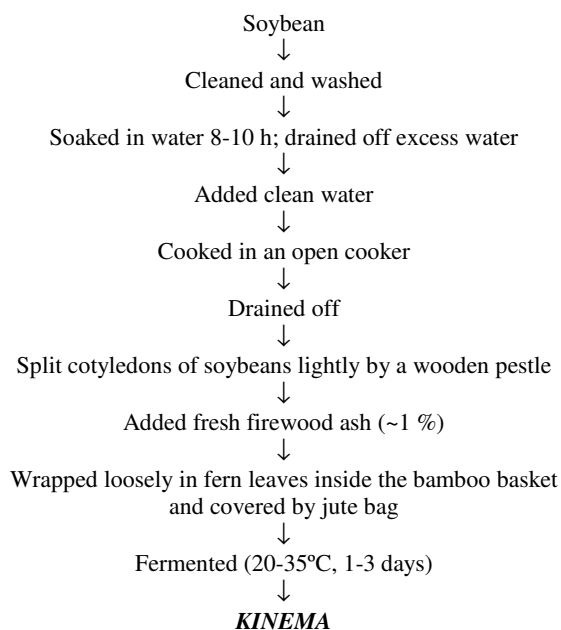 Soybean
↓
Cleaned and washed
↓
Soaked in water 8-10 h; drained off excess water
↓
Added clean water
↓
Cooked in an open cooker
↓
Drained off
↓
Split cotyledons of soybeans lightly by a wooden pestle
↓
Added fresh firewood ash (~1 %)
↓
Wrapped loosely in fern leaves inside the bamboo basket
and covered by jute bag
↓
Fermented (20-35ºC, 1-3 days)
↓
KINEMA